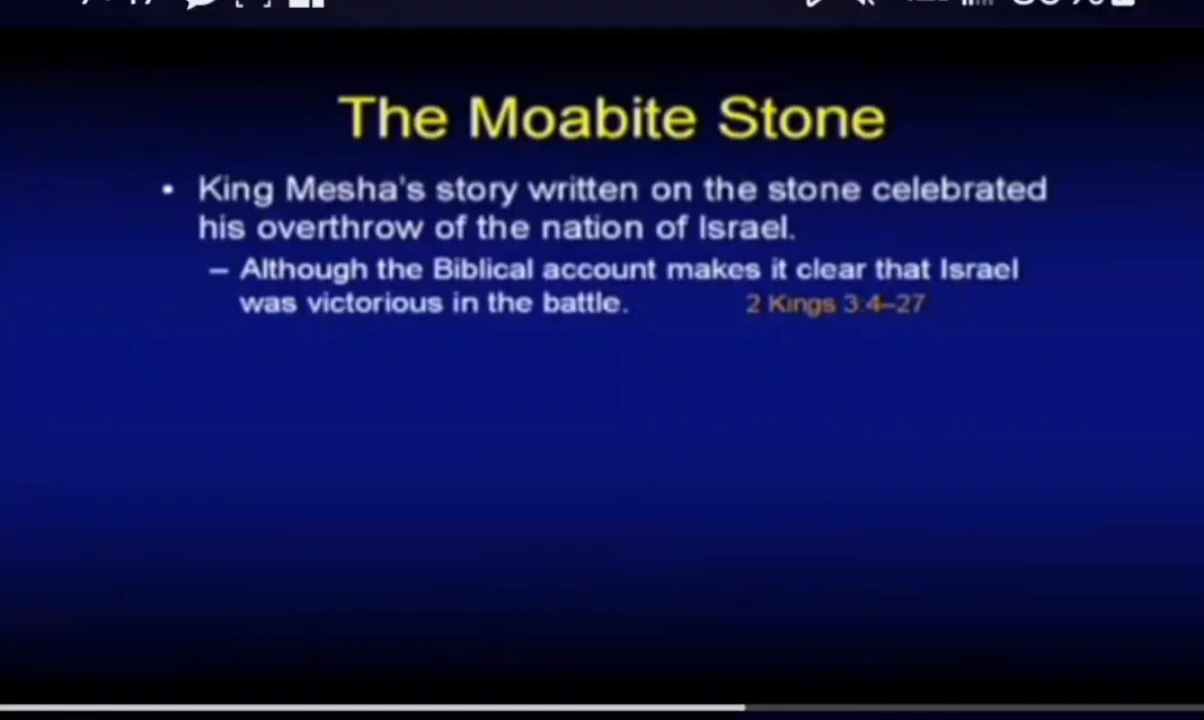 The Moabite Stone
• King Mesha's story written on the stone celebrated
his overthrow of the nation of Israel.
– Although the Biblical account makes it clear that Israel
was victorious in the battle. 2 Kings 3:4–27